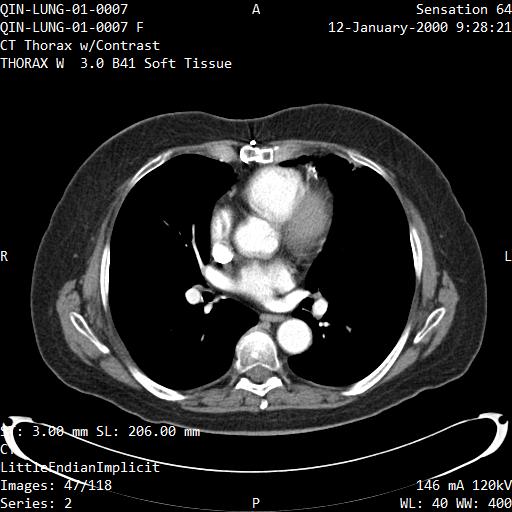 QIN-LUNG-01-0007
A
Sensation 64
QIN-LUNG-01-0007 F
12-January-2000 9:28:21
CT Thorax w/Contrast
THORAX W 3.0 B41 Soft Tissue
R
L
3.00 mm SL: 206.00 mm
LittleEndianImplicit
Images: 47/118
146 mA 120kV
Series: 2
P
WL: 40 WW: 400